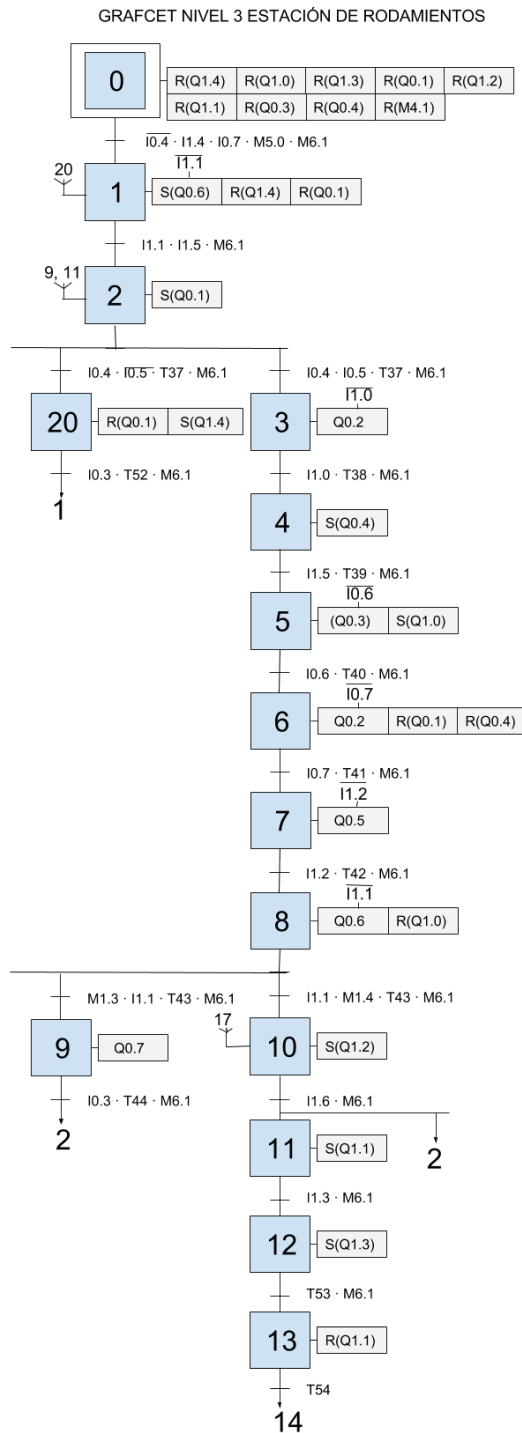 GRAFCET NIVEL 3 ESTACIÓN DE RODAMIENTOS
0
R(Q1.4) R(Q1.0) R(Q1.3) R(Q0.1) R(Q1.2)
R(Q1.1) R(Q0.3) R(Q0.4) R(M4.1)
I̅0̅.̅4̅ · I1.4 · I0.7 · M5.0 · M6.1
20
I̅1̅.̅1̅
1
S(Q0.6) R(Q1.4) R(Q0.1)
I1.1 · I1.5 · M6.1
9, 11
2
S(Q0.1)
I0.4 · I̅0̅.̅5̅ · T37 · M6.1
I0.4 · I0.5 · T37 · M6.1
I̅1̅.̅0̅
20
R(Q0.1) S(Q1.4)
3
Q0.2
I0.3 · T52 · M6.1
1
I1.0 · T38 · M6.1
4
S(Q0.4)
I1.5 · T39 · M6.1
I̅0̅.̅6̅
5
(Q0.3) S(Q1.0)
I0.6 · T40 · M6.1
I̅0̅.̅7̅
6
Q0.2 R(Q0.1) R(Q0.4)
I0.7 · T41 · M6.1
I̅1̅.̅2̅
7
Q0.5
I1.2 · T42 · M6.1
I̅1̅.̅1̅
8
Q0.6 R(Q1.0)
M1.3 · I1.1 · T43 · M6.1
I1.1 · M1.4 · T43 · M6.1
9
Q0.7
17
10
S(Q1.2)
I0.3 · T44 · M6.1
2
I1.6 · M6.1
11
S(Q1.1)
2
I1.3 · M6.1
12
S(Q1.3)
T53 · M6.1
13
R(Q1.1)
T54
14